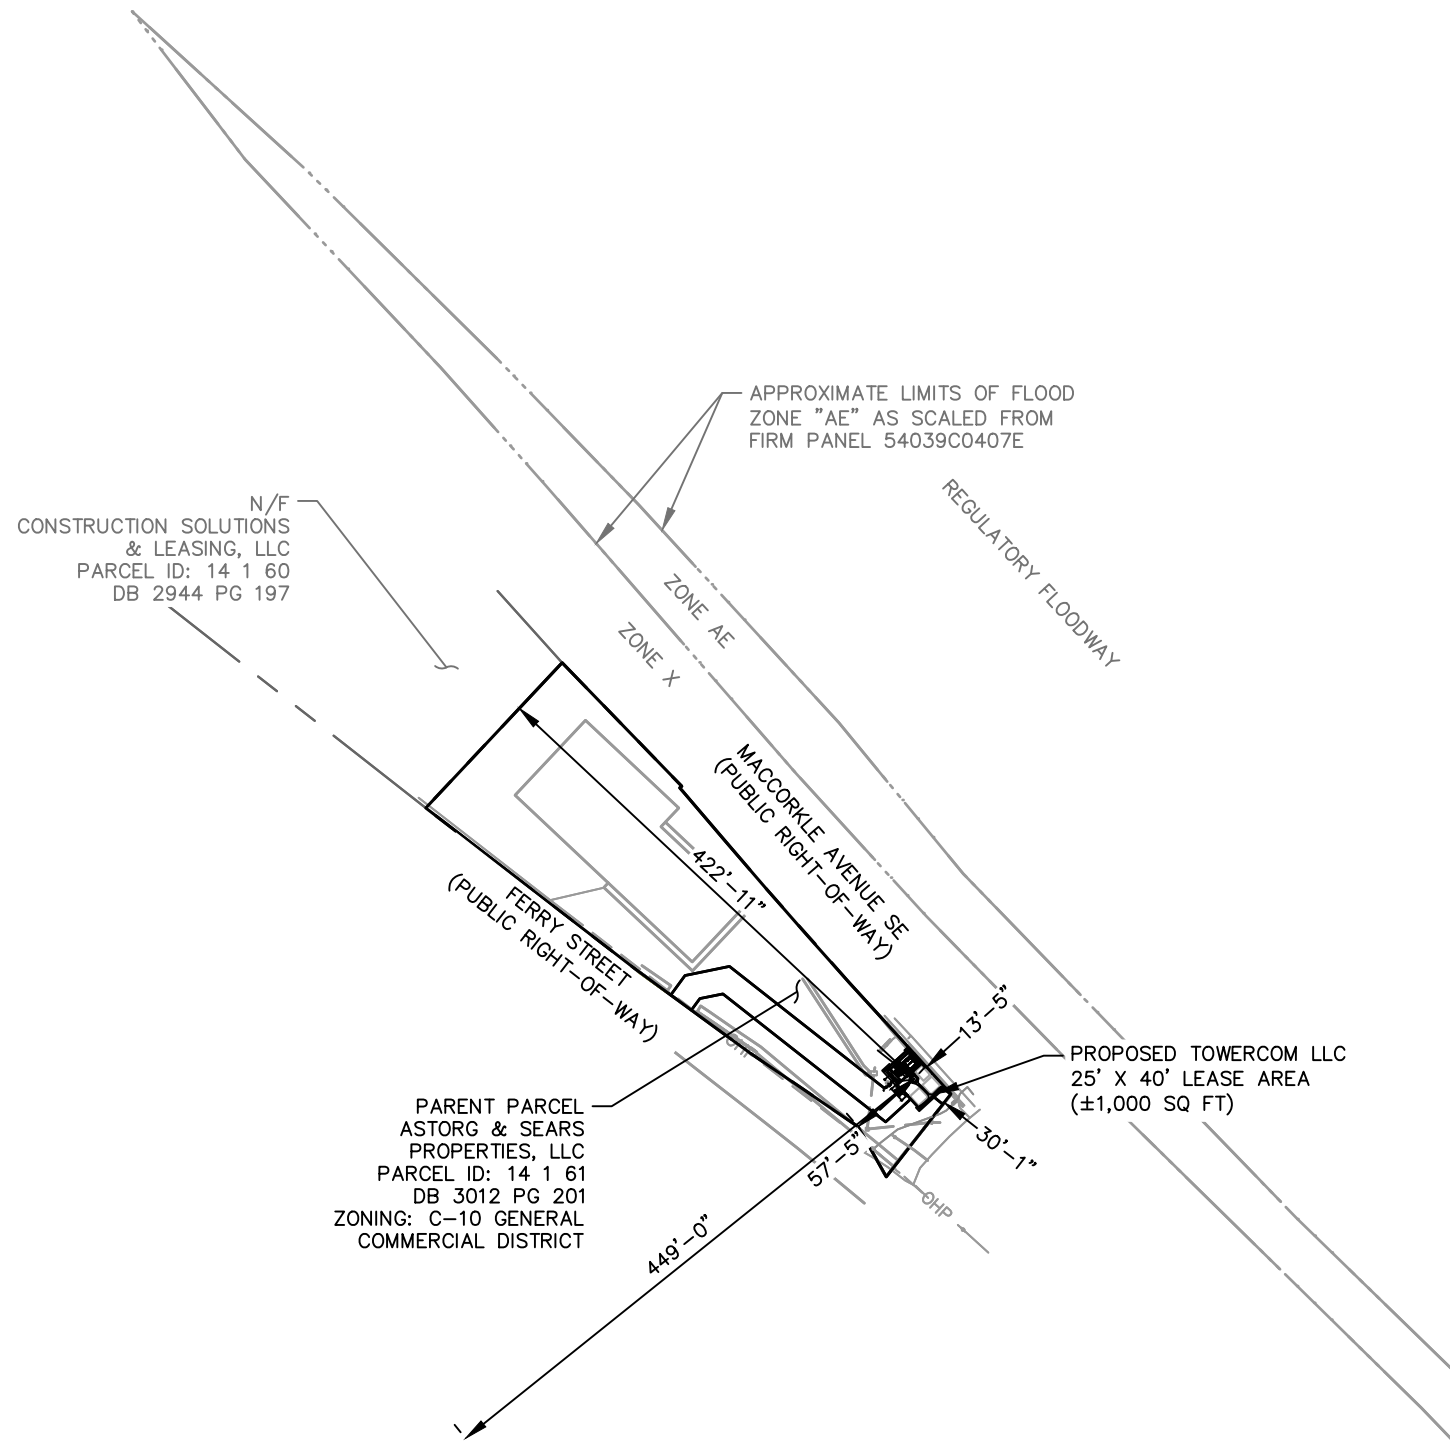 APPROXIMATE LIMITS OF FLOOD
ZONE "AE" AS SCALED FROM
FIRM PANEL 54039C0407E
REGULATORY FLOODWAY
N/F
CONSTRUCTION SOLUTIONS
& LEASING, LLC
PARCEL ID: 14 1 60
DB 2944 PG 197
ZONE AE
ZONE X
MACCORKLE AVENUE SE
(PUBLIC RIGHT-OF-WAY)
422'-11"
FERRY STREET
(PUBLIC RIGHT-OF-WAY)
13'-5"
PROPOSED TOWERCOM LLC
25' X 40' LEASE AREA
(±1,000 SQ FT)
30'-1"
57'-5"
PARENT PARCEL
ASTORG & SEARS
PROPERTIES, LLC
PARCEL ID: 14 1 61
DB 3012 PG 201
ZONING: C-10 GENERAL
COMMERCIAL DISTRICT
OHP
449'-0"